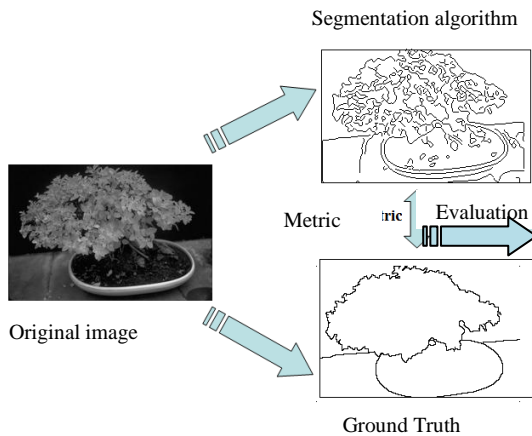 Segmentation algorithm
Metric
tric
Evaluation
Original image
Ground Truth